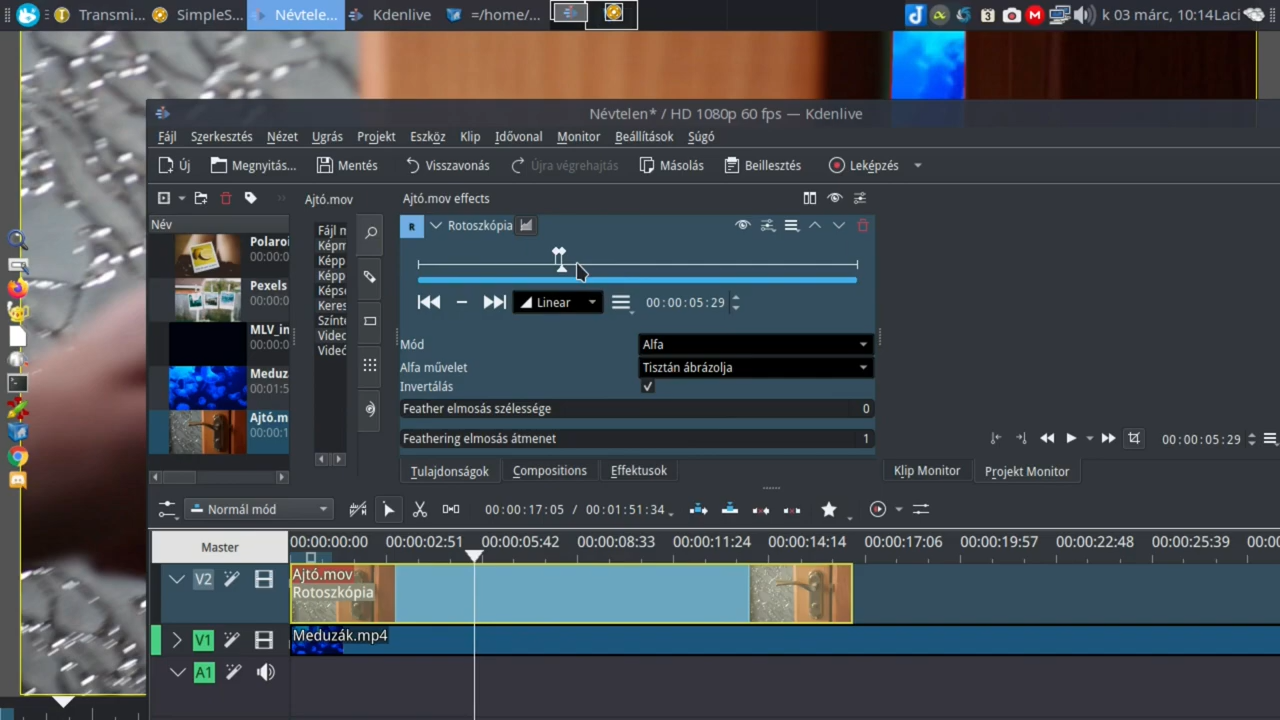 Transmi...
SimpleS...
Névtele...
Kdenlive
=/home/...
3
k 03 márc, 10:14 Laci
Névtelen* / HD 1080p 60 fps — Kdenlive
Fájl Szerkesztés Nézet Ugrás Projekt Eszköz Klip Idővonal Monitor Beállítások Súgó
Új Megnyitás... Mentés Visszavonás Újra végrehajtás Másolás Beillesztés Leképzés
Ajtó.mov
Ajtó.mov effects
Név
Polaroi
00:00:0
Pexels
00:00:0
MLV_in
00:00:0
Meduz
00:01:5
Ajtó.m
00:00:1
Fájl m
Képm
Képp
Képp
Képse
Keres
Színte
Videc
Videó
R Rotoszkópia
Linear
00:00:05:29
Mód Alfa
Alfa művelet Tisztán ábrázolja
Invertálás
Feather elmosás szélessége 0
Feathering elmosás átmenet 1
Tulajdonságok Compositions Effektusok
00:00:05:29
Klip Monitor Projekt Monitor
Normál mód
00:00:17:05 / 00:01:51:34
Master
00:00:00:00 00:00:02:51 00:00:05:42 00:00:08:33 00:00:11:24 00:00:14:14 00:00:17:06 00:00:19:57 00:00:22:48 00:00:25:39 00:00
V2
Ajtó.mov
Rotoszkópia
V1
Meduzák.mp4
A1